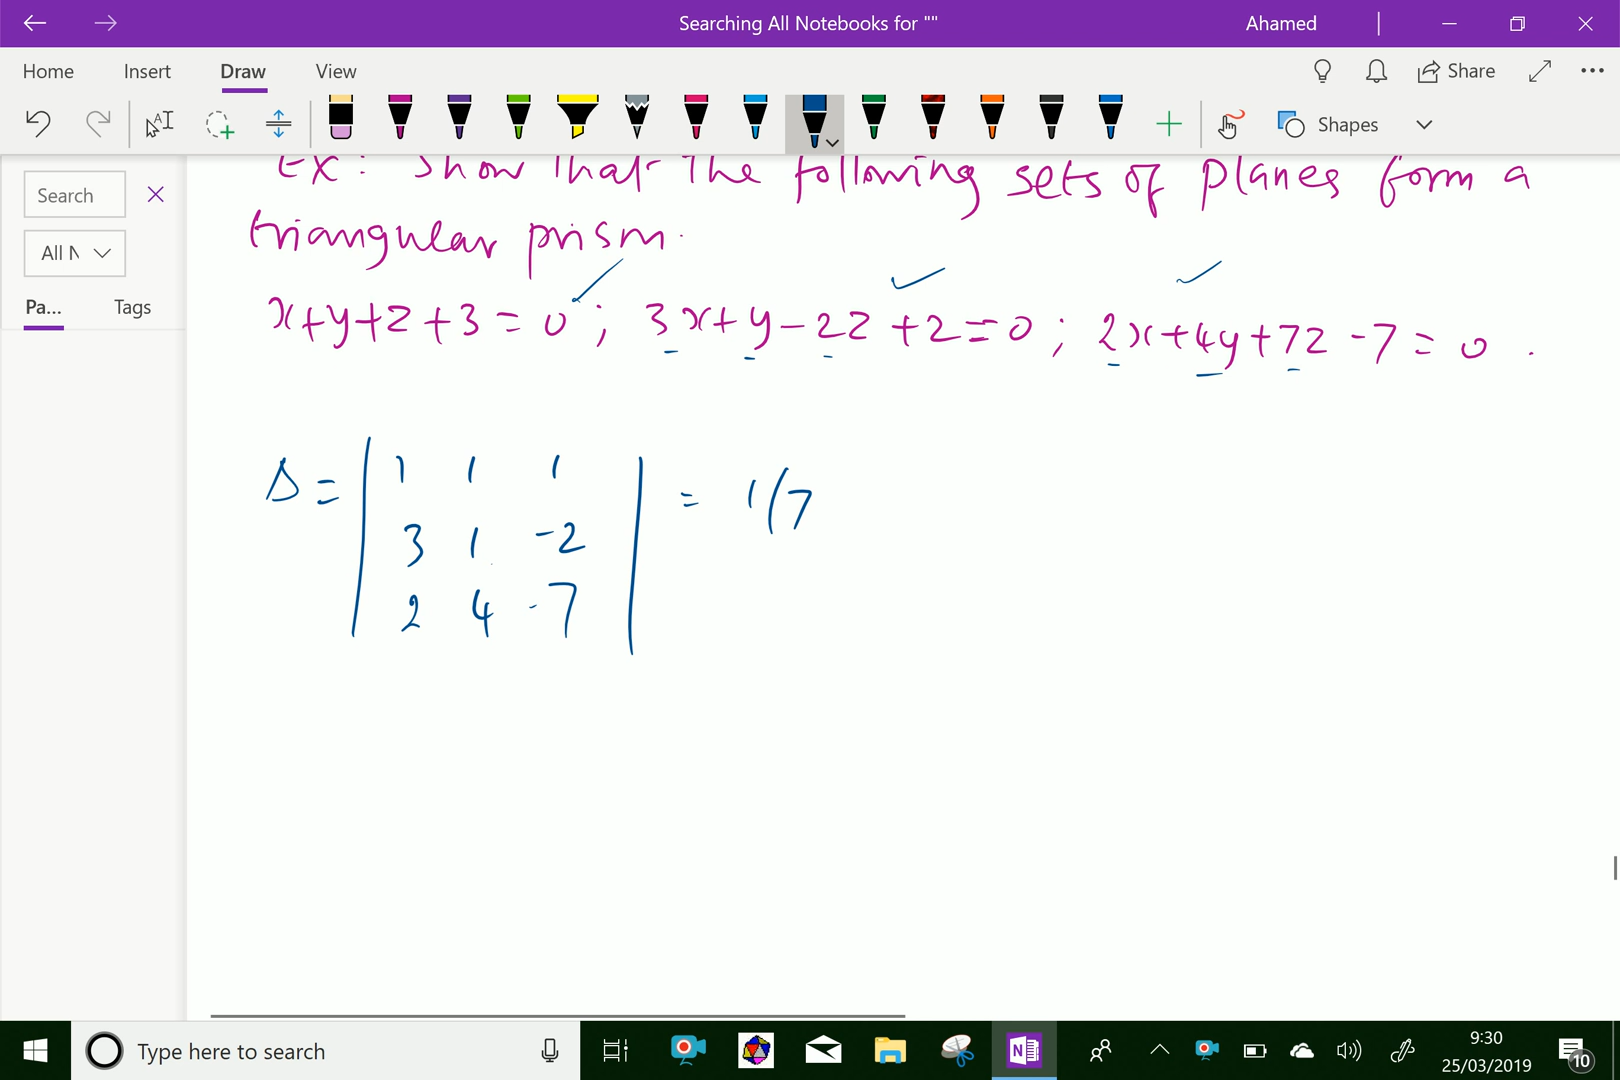 Searching All Notebooks for ""
Ahamed
Home Insert Draw View
Share
Shapes
Search
All N
Pa... Tags
Ex: Show that the following sets of planes form a
triangular prism.
x+y+z+3=0; 3x+y-2z+2=0; 2x+4y+7z-7=0.
Δ = | 1 1 1 | = 1(7
3 1 -2
2 4 -7
Type here to search
9:30
25/03/2019
10